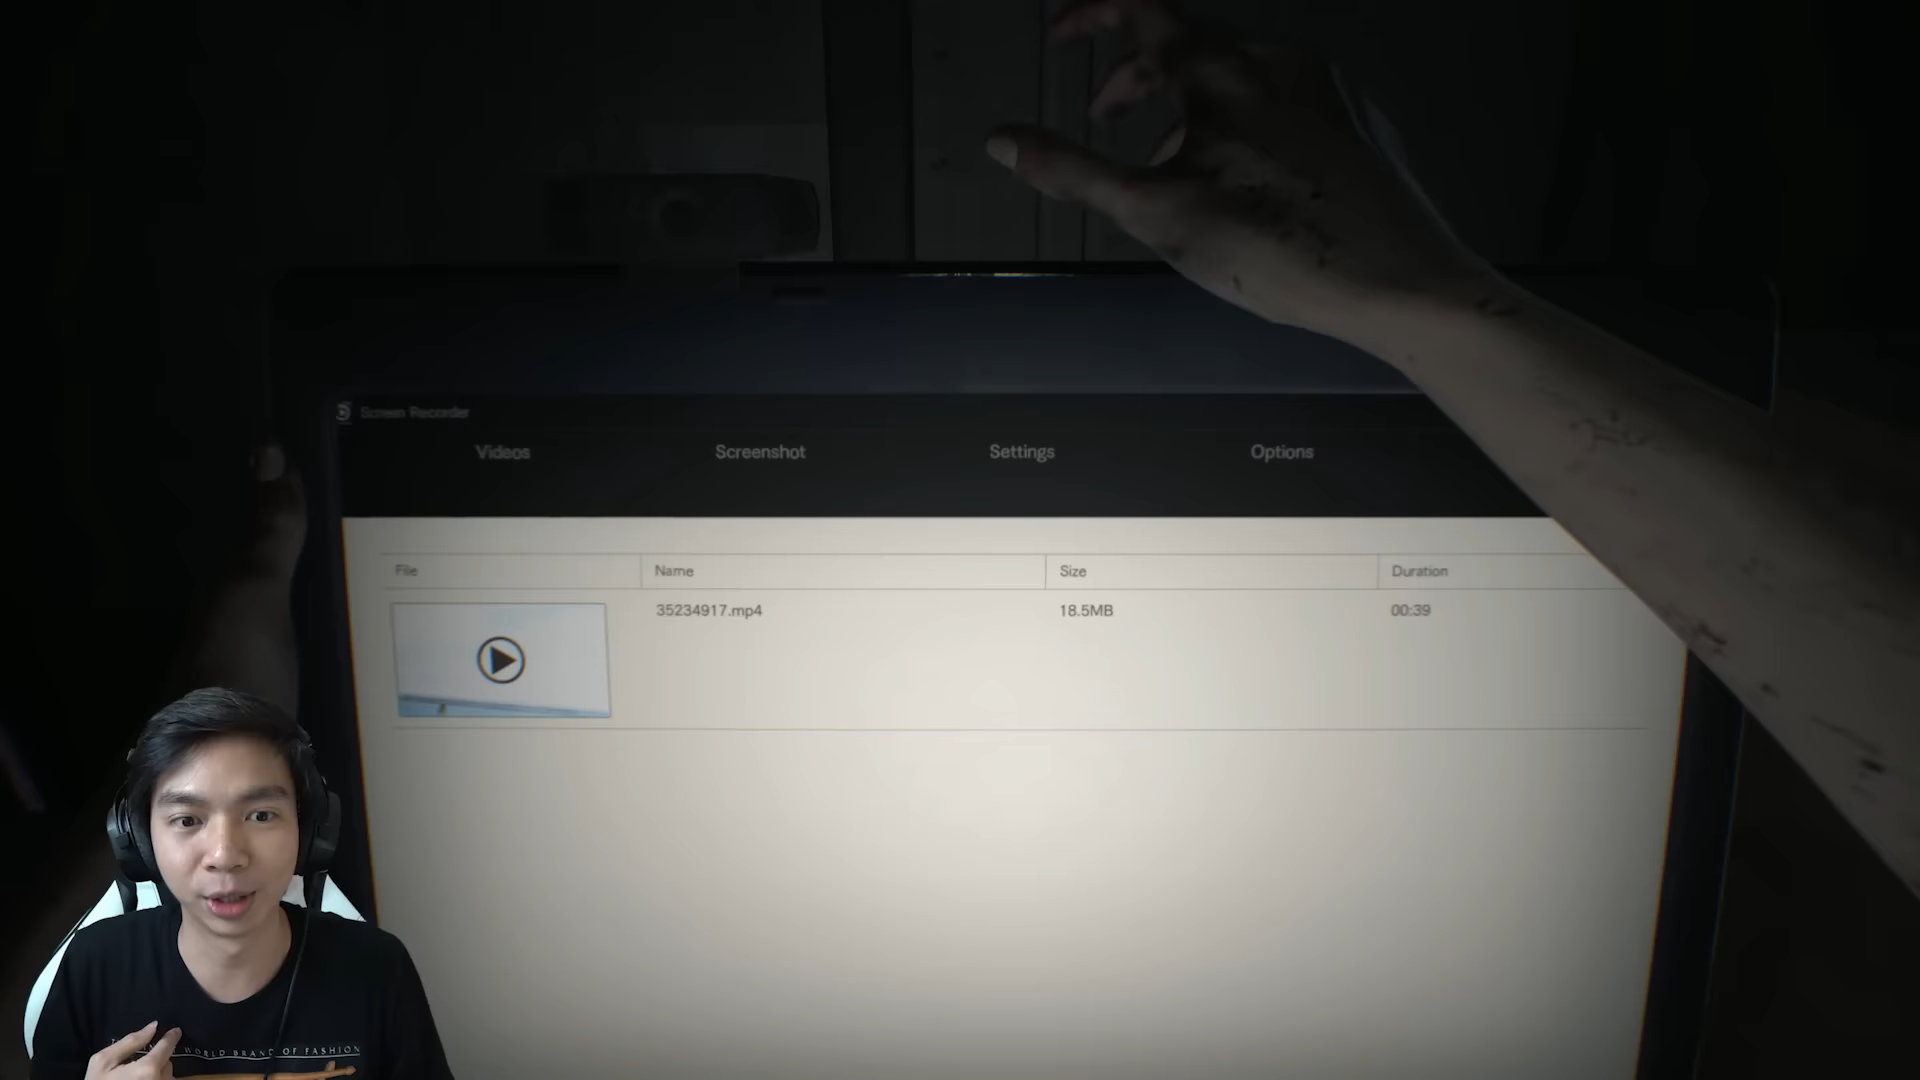 Screen Recorder
Videos Screenshot Settings Options
File Name Size Duration
35234917.mp4 18.5MB 00:39
WORLD BRAND OF FASHION